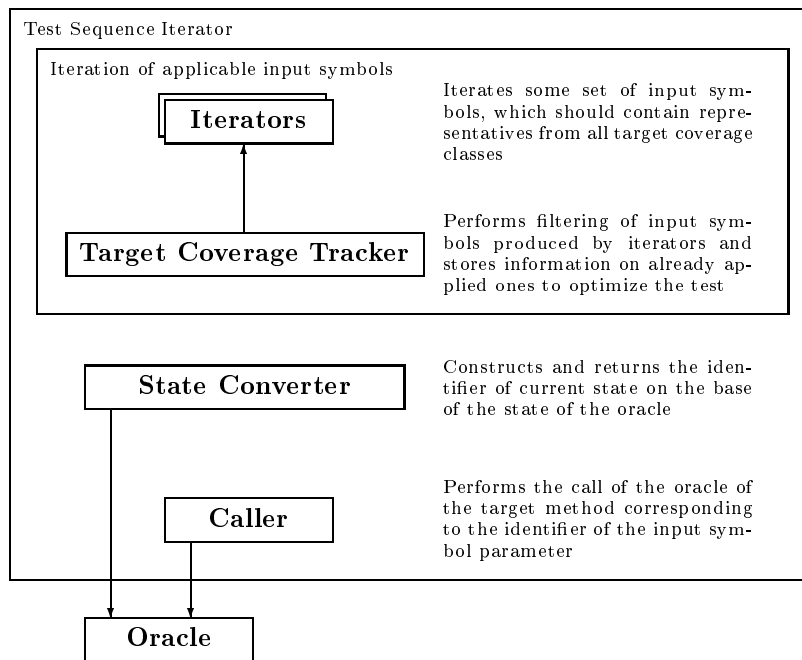 Test Sequence Iterator
Iteration of applicable input symbols
Iterators
Iterates some set of input sym-
bols, which should contain repre-
sentatives from all target coverage
classes
Target Coverage Tracker
Performs filtering of input sym-
bols produced by iterators and
stores information on already ap-
plied ones to optimize the test
State Converter
Constructs and returns the iden-
tifier of current state on the base
of the state of the oracle
Caller
Performs the call of the oracle of
the target method corresponding
to the identifier of the input sym-
bol parameter
Oracle